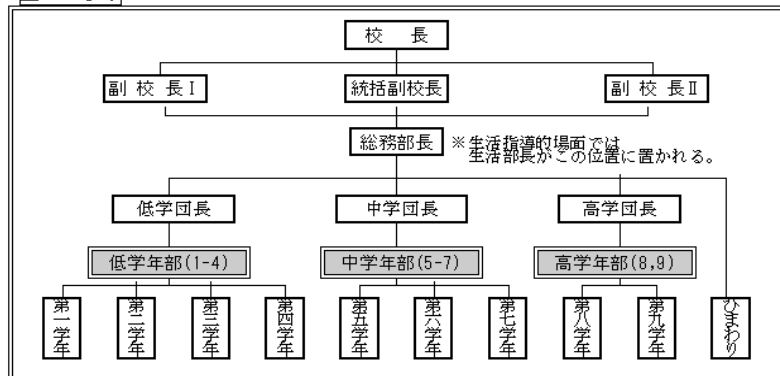 校　長
副 校 長Ⅰ
統括副校長
副 校 長Ⅱ
総務部長
※生活指導的場面では
生活部長がこの位置に置かれる。
低学団長
中学団長
高学団長
低学年部(1-4)
中学年部(5-7)
高学年部(8,9)
第一学年
第二学年
第三学年
第四学年
第五学年
第六学年
第七学年
第八学年
第九学年
ひまわり